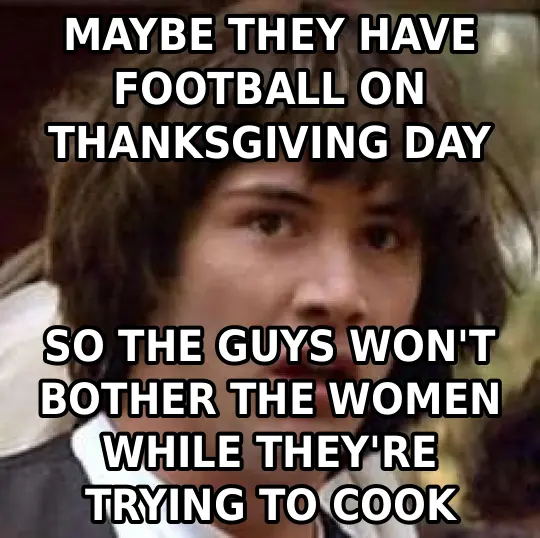 MAYBE THEY HAVE
FOOTBALL ON
THANKSGIVING DAY
SO THE GUYS WON'T
BOTHER THE WOMEN
WHILE THEY'RE
TRYING TO COOK